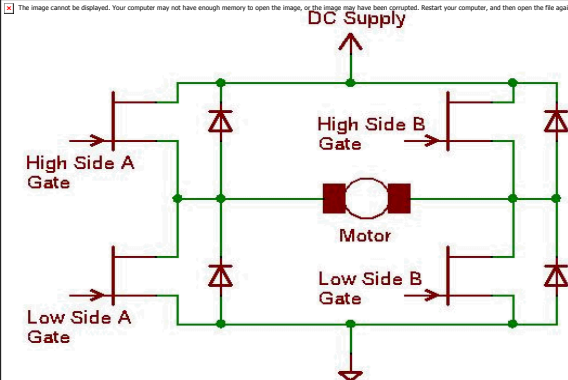 The image cannot be displayed. Your computer may not have enough memory to open the image, or the image may have been corrupted. Restart your computer, and then open the file agai
DC Supply
High Side B
Gate
High Side A
Gate
Motor
Low Side B
Gate
Low Side A
Gate